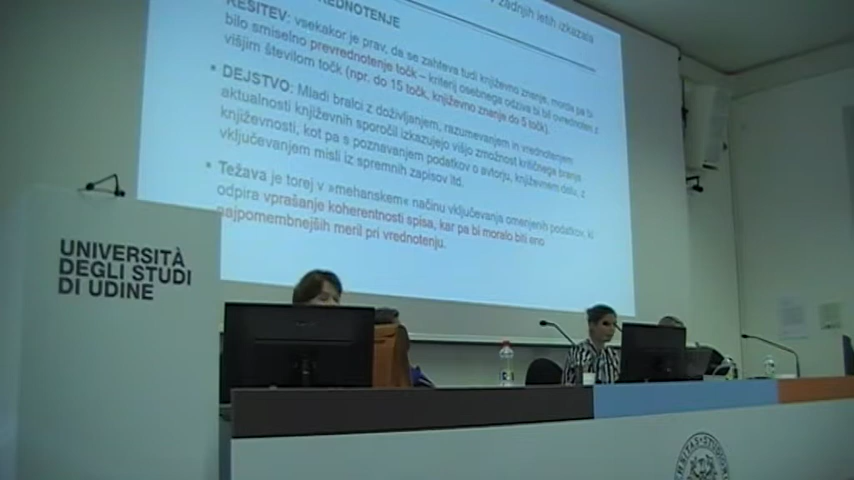 zadnjih letih izkazala
VREDNOTENJE
REŠITEV: vsekakor je prav, da se zahteva tudi književno znanje, morda pa bi
bilo smiselno prevrednotenje točk – kriterij osebnega odziva bi bil ovrednoten z
višjim številom točk (npr. do 15 točk, književno znanje do 5 točk).
• DEJSTVO: Mladi bralci z doživljanjem, razumevanjem in vrednotenjem
aktualnosti književnih sporočil izkazujejo višjo zmožnost kritičnega branja
književnosti, kot pa s poznavanjem podatkov o avtorju, književnem delu, z
vključevanjem misli iz spremnih zapisov itd.
• Težava je torej v »mehanskem« načinu vključevanja omenjenih podatkov, ki
odpira vprašanje koherentnosti spisa, kar pa bi moralo biti eno
najpomembnejših meril pri vrednotenju.
UNIVERSITÀ
DEGLI STUDI
DI UDINE